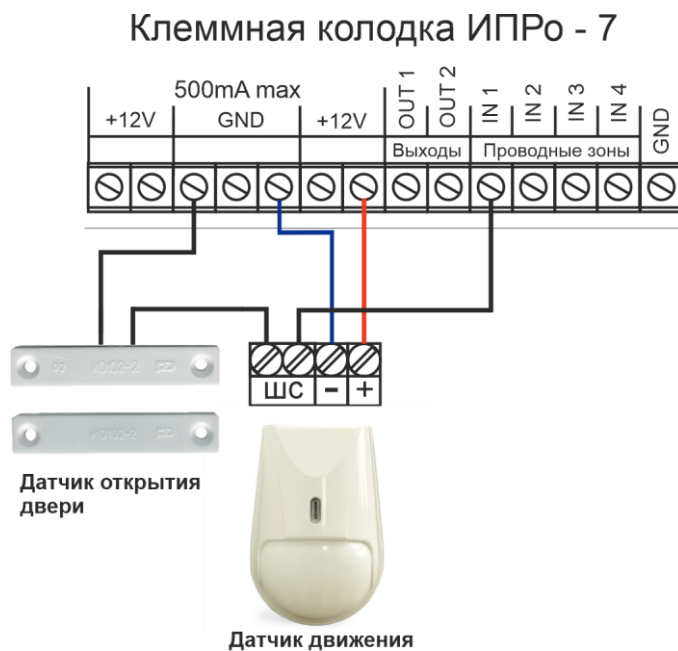 Клеммная колодка ИПРо - 7
500mA max
+12V GND +12V OUT 1 OUT 2 IN 1 IN 2 IN 3 IN 4 GND
Выходы Проводные зоны
ШС - +
Датчик открытия
двери
Датчик движения